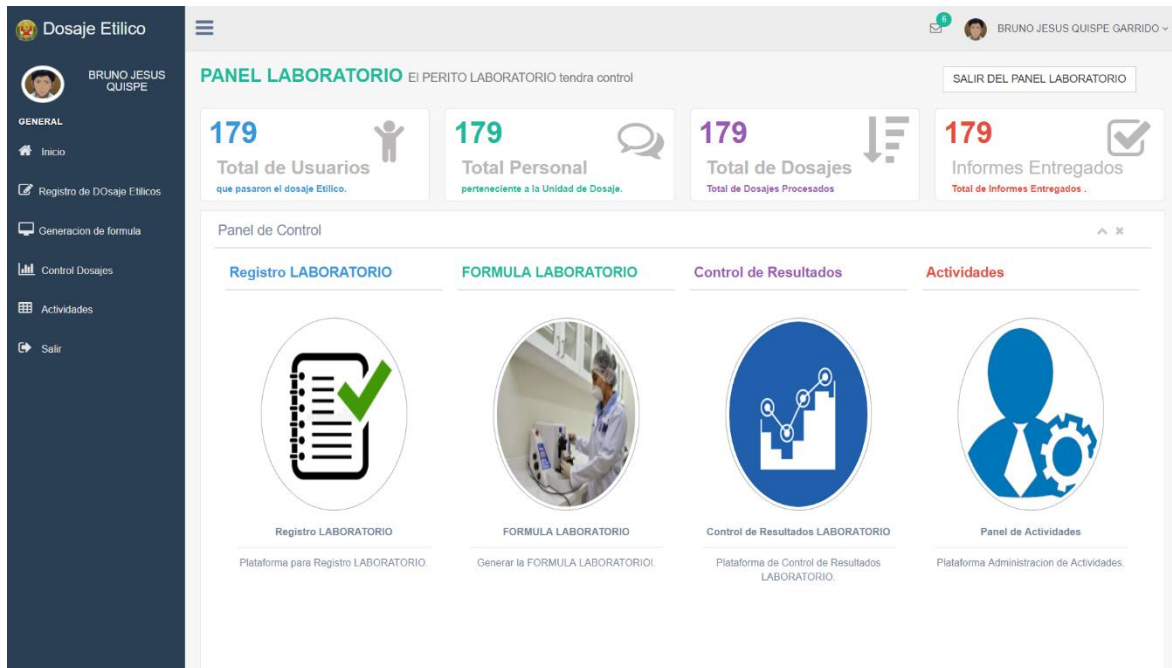 Dosaje Etilico
6
BRUNO JESUS QUISPE GARRIDO
BRUNO JESUS
QUISPE
GENERAL
Inicio
Registro de DOsaje Etilicos
Generacion de formula
Control Dosajes
Actividades
Salir
PANEL LABORATORIO El PERITO LABORATORIO tendra control
SALIR DEL PANEL LABORATORIO
179
Total de Usuarios
que pasaron el dosaje Etilico.
179
Total Personal
perteneciente a la Unidad de Dosaje.
179
Total de Dosajes
Total de Dosajes Procesados
179
Informes Entregados
Total de Informes Entregados .
Panel de Control
Registro LABORATORIO
FORMULA LABORATORIO
Control de Resultados
Actividades
Registro LABORATORIO
Plataforma para Registro LABORATORIO.
FORMULA LABORATORIO
Generar la FORMULA LABORATORIOl.
Control de Resultados LABORATORIO
Plataforma de Control de Resultados
LABORATORIO.
Panel de Actividades
Plataforma Administracion de Actividades.